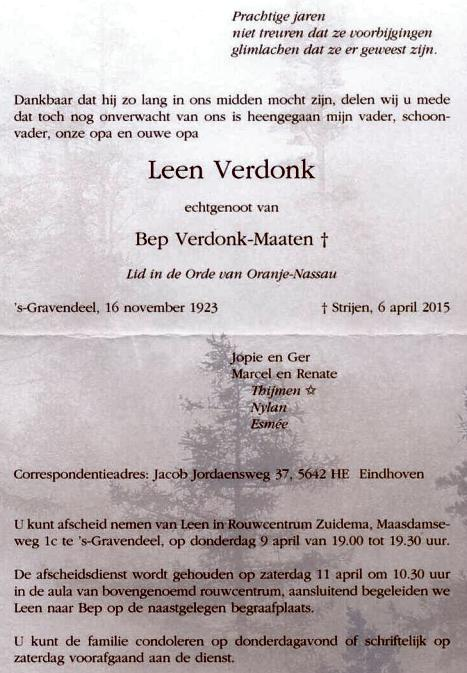 Prachtige jaren
niet treuren dat ze voorbijgingen
glimlachen dat ze er geweest zijn.
Dankbaar dat hij zo lang in ons midden mocht zijn, delen wij u mede
dat toch nog onverwacht van ons is heengegaan mijn vader, schoon-
vader, onze opa en ouwe opa
Leen Verdonk
echtgenoot van
Bep Verdonk-Maaten †
Lid in de Orde van Oranje-Nassau
's-Gravendeel, 16 november 1923 † Strijen, 6 april 2015
Jopie en Ger
Marcel en Renate
Thijmen ☆
Nylan
Esmée
Correspondentieadres: Jacob Jordaensweg 37, 5642 HE Eindhoven
U kunt afscheid nemen van Leen in Rouwcentrum Zuidema, Maasdamse-
weg 1c te 's-Gravendeel, op donderdag 9 april van 19.00 tot 19.30 uur.
De afscheidsdienst wordt gehouden op zaterdag 11 april om 10.30 uur
in de aula van bovengenoemd rouwcentrum, aansluitend begeleiden we
Leen naar Bep op de naastgelegen begraafplaats.
U kunt de familie condoleren op donderdagavond of schriftelijk op
zaterdag voorafgaand aan de dienst.